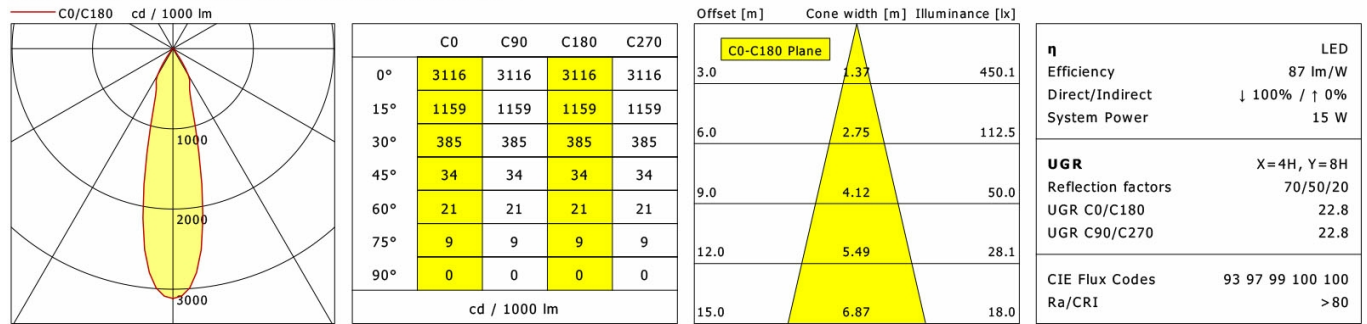 C0/C180 cd / 1000 lm
1000
2000
3000
C0 C90 C180 C270
0° 3116 3116 3116 3116
15° 1159 1159 1159 1159
30° 385 385 385 385
45° 34 34 34 34
60° 21 21 21 21
75° 9 9 9 9
90° 0 0 0 0
cd / 1000 lm
Offset [m] Cone width [m] Illuminance [lx]
C0-C180 Plane
3.0 1.37 450.1
6.0 2.75 112.5
9.0 4.12 50.0
12.0 5.49 28.1
15.0 6.87 18.0
η LED
Efficiency 87 lm/W
Direct/Indirect ↓ 100% / ↑ 0%
System Power 15 W
UGR X=4H, Y=8H
Reflection factors 70/50/20
UGR C0/C180 22.8
UGR C90/C270 22.8
CIE Flux Codes 93 97 99 100 100
Ra/CRI >80